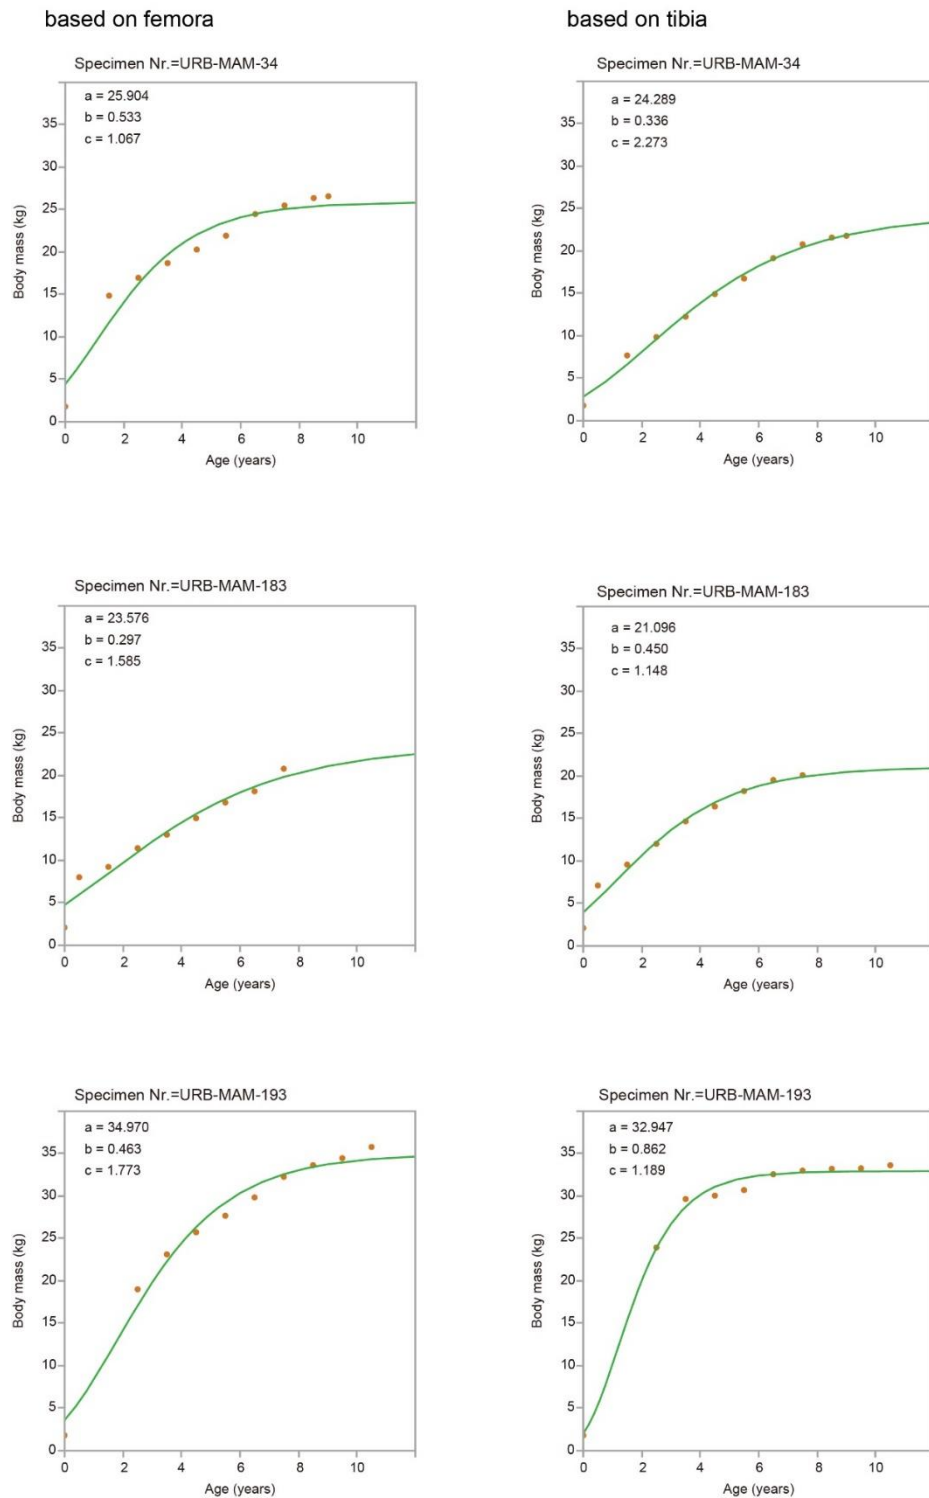 based on femora
based on tibia
Specimen Nr.=URB-MAM-34
a = 25.904
b = 0.533
c = 1.067
35
30
25
20
15
10
5
0
Body mass (kg)
0 2 4 6 8 10
Age (years)
Specimen Nr.=URB-MAM-34
a = 24.289
b = 0.336
c = 2.273
35
30
25
20
15
10
5
0
Body mass (kg)
0 2 4 6 8 10
Age (years)
Specimen Nr.=URB-MAM-183
a = 23.576
b = 0.297
c = 1.585
35
30
25
20
15
10
5
0
Body mass (kg)
0 2 4 6 8 10
Age (years)
Specimen Nr.=URB-MAM-183
a = 21.096
b = 0.450
c = 1.148
35
30
25
20
15
10
5
0
Body mass (kg)
0 2 4 6 8 10
Age (years)
Specimen Nr.=URB-MAM-193
a = 34.970
b = 0.463
c = 1.773
35
30
25
20
15
10
5
0
Body mass (kg)
0 2 4 6 8 10
Age (years)
Specimen Nr.=URB-MAM-193
a = 32.947
b = 0.862
c = 1.189
35
30
25
20
15
10
5
0
Body mass (kg)
0 2 4 6 8 10
Age (years)